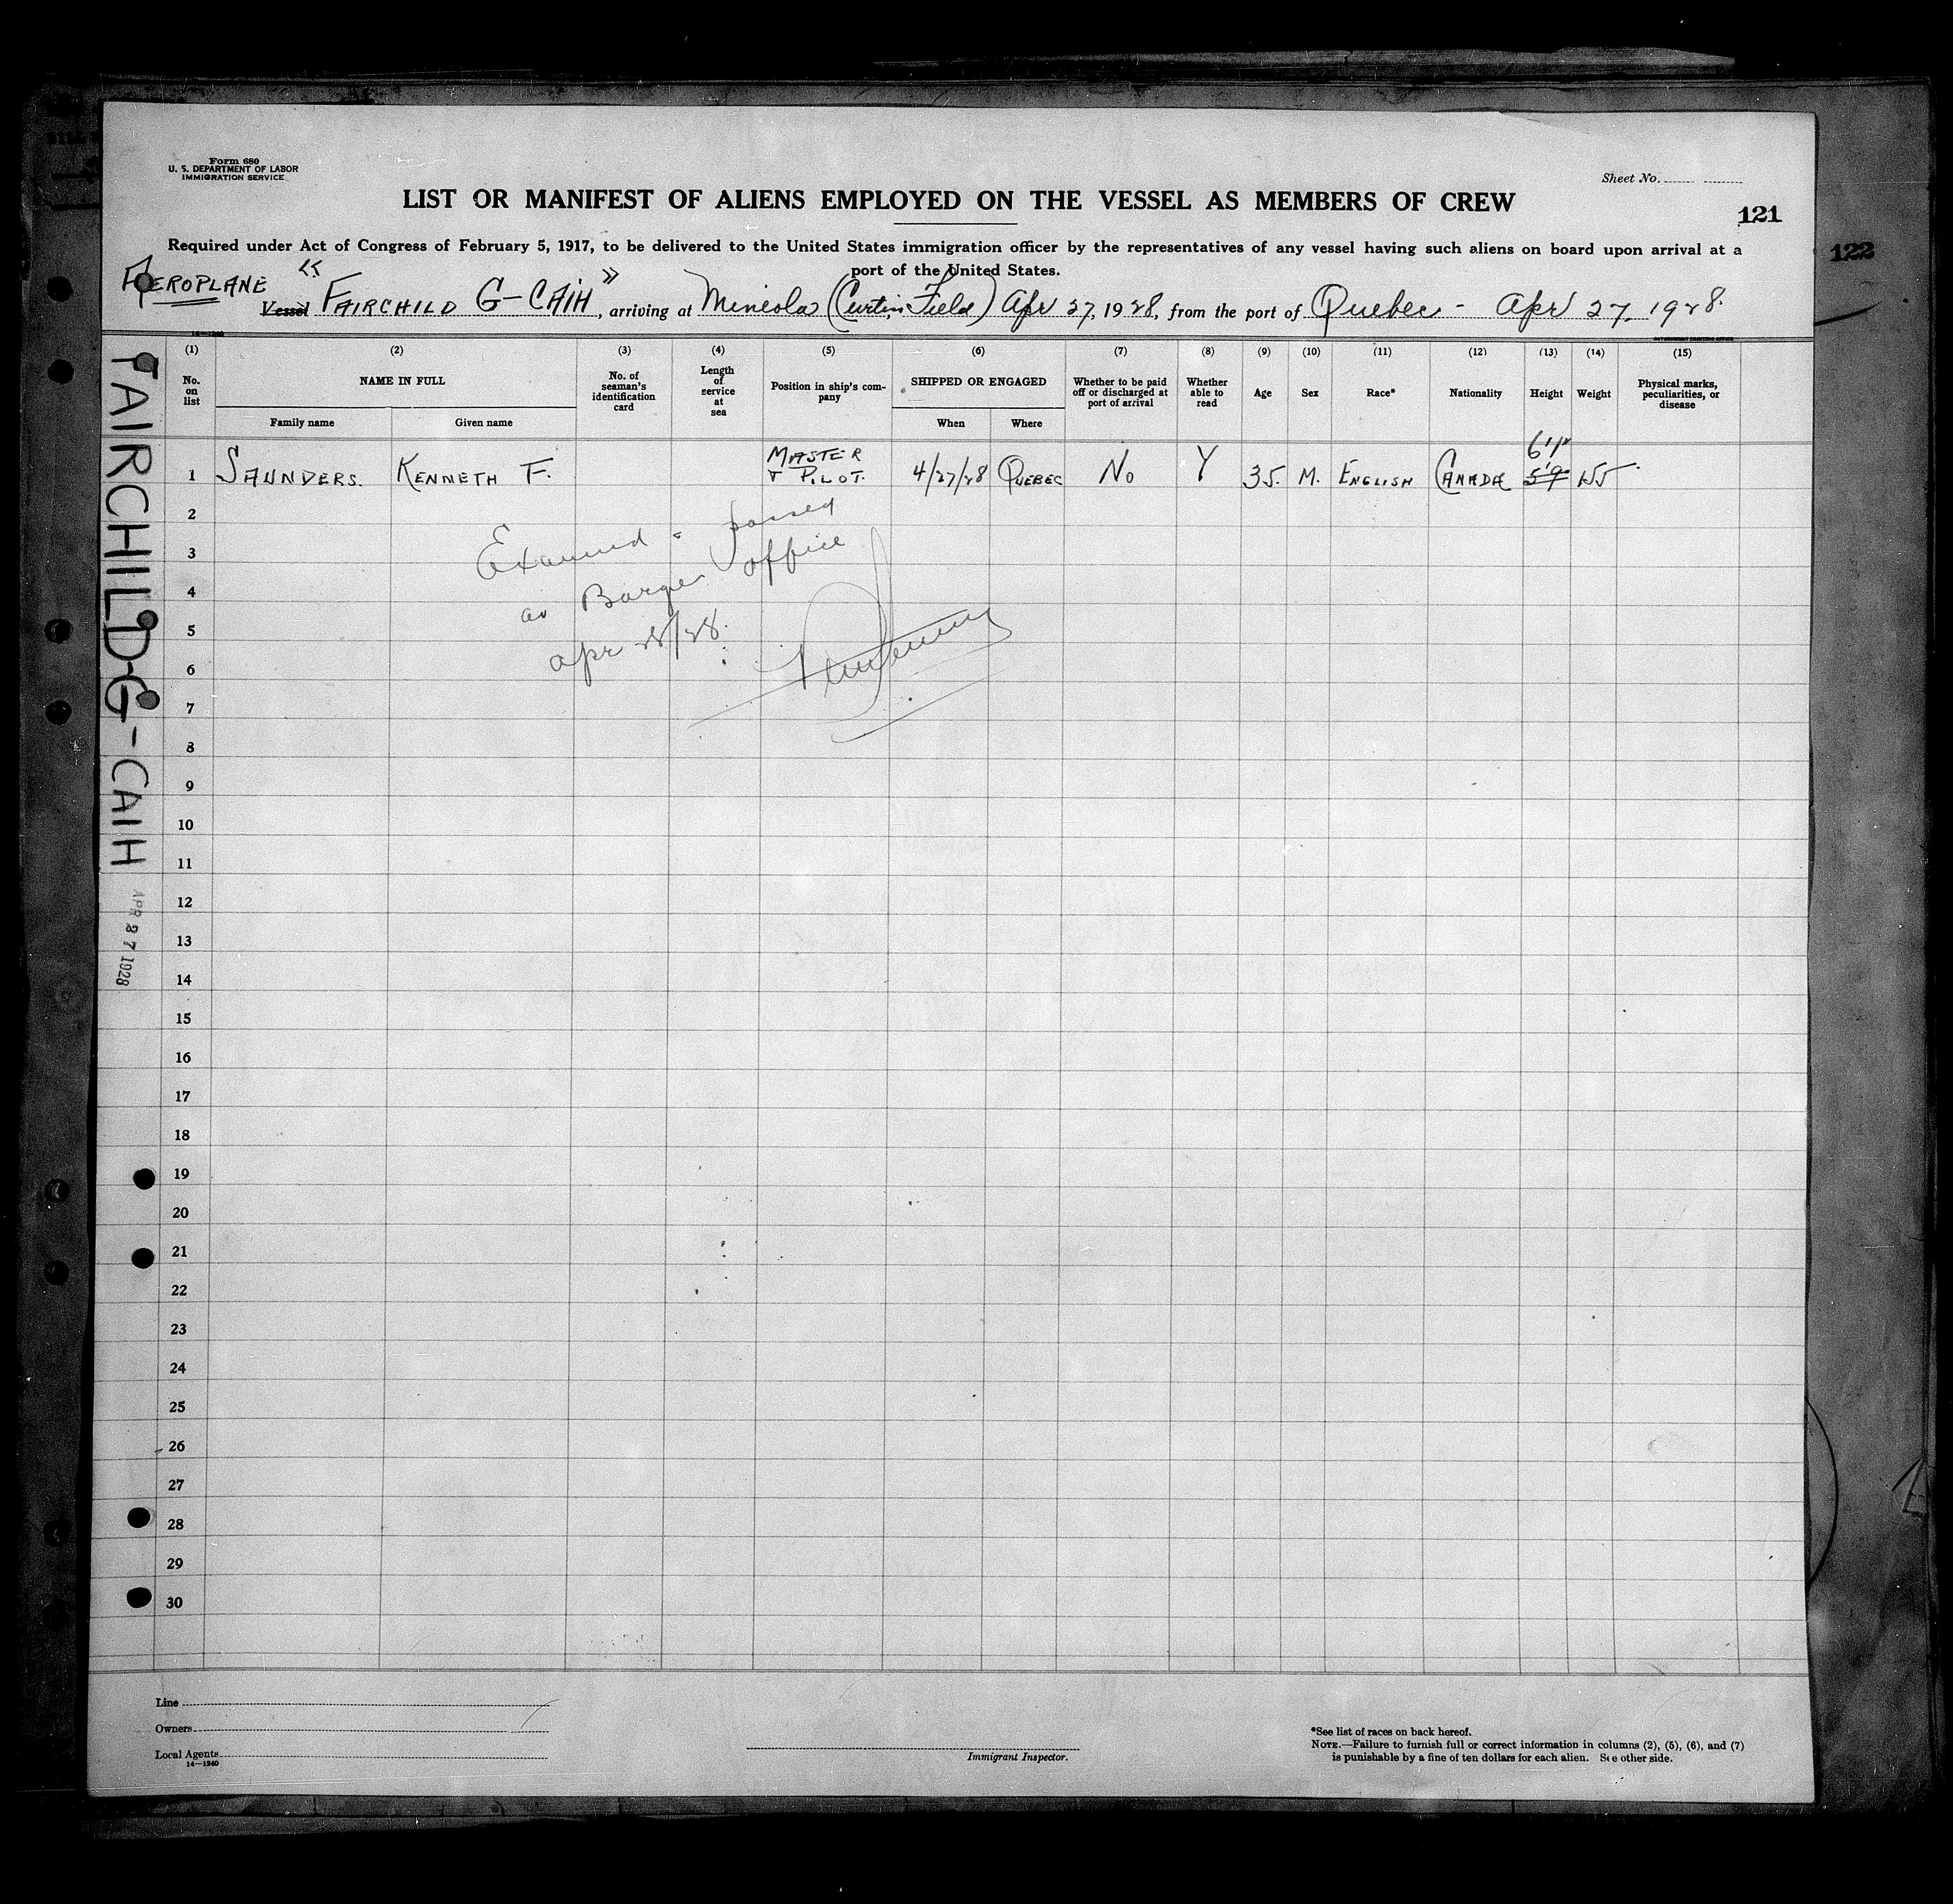 Form 680
U. S. DEPARTMENT OF LABOR
IMMIGRATION SERVICE
Sheet No.
LIST OR MANIFEST OF ALIENS EMPLOYED ON THE VESSEL AS MEMBERS OF CREW
121
122
Required under Act of Congress of February 5, 1917, to be delivered to the United States immigration officer by the representatives of any vessel having such aliens on board upon arrival at a
port of the United States.
AEROPLANE
Vessel "FAIRCHILD G-CAIH", arriving at Mineola (Curtiss Field) Apr 27, 1928, from the port of Quebec - Apr 27, 1928.
14-1240
GOVERNMENT PRINTING OFFICE
(1) (2) (3) (4) (5) (6) (7) (8) (9) (10) (11) (12) (13) (14) (15)
No. on list
NAME IN FULL
Family name
Given name
No. of seaman's identification card
Length of service at sea
Position in ship's company
SHIPPED OR ENGAGED
When
Where
Whether to be paid off or discharged at port of arrival
Whether able to read
Age
Sex
Race*
Nationality
Height
Weight
Physical marks, peculiarities, or disease
1 SAUNDERS. KENNETH F. MASTER & PILOT. 4/27/28 QUEBEC No Y 35. M. ENGLISH CANADA 5'9 155
2
3
4
5
6
7
8
9
10
11
12
13
14
15
16
17
18
19
20
21
22
23
24
25
26
27
28
29
30
Examined & passed
at Barge office
Apr 28/28.
FAIRCHILD-G-CAIH
APR 27 1928
Line
Owners
Local Agents
14-1240
Immigrant Inspector.
*See list of races on back hereof.
NOTE.—Failure to furnish full or correct information in columns (2), (5), (6), and (7)
is punishable by a fine of ten dollars for each alien. See other side.